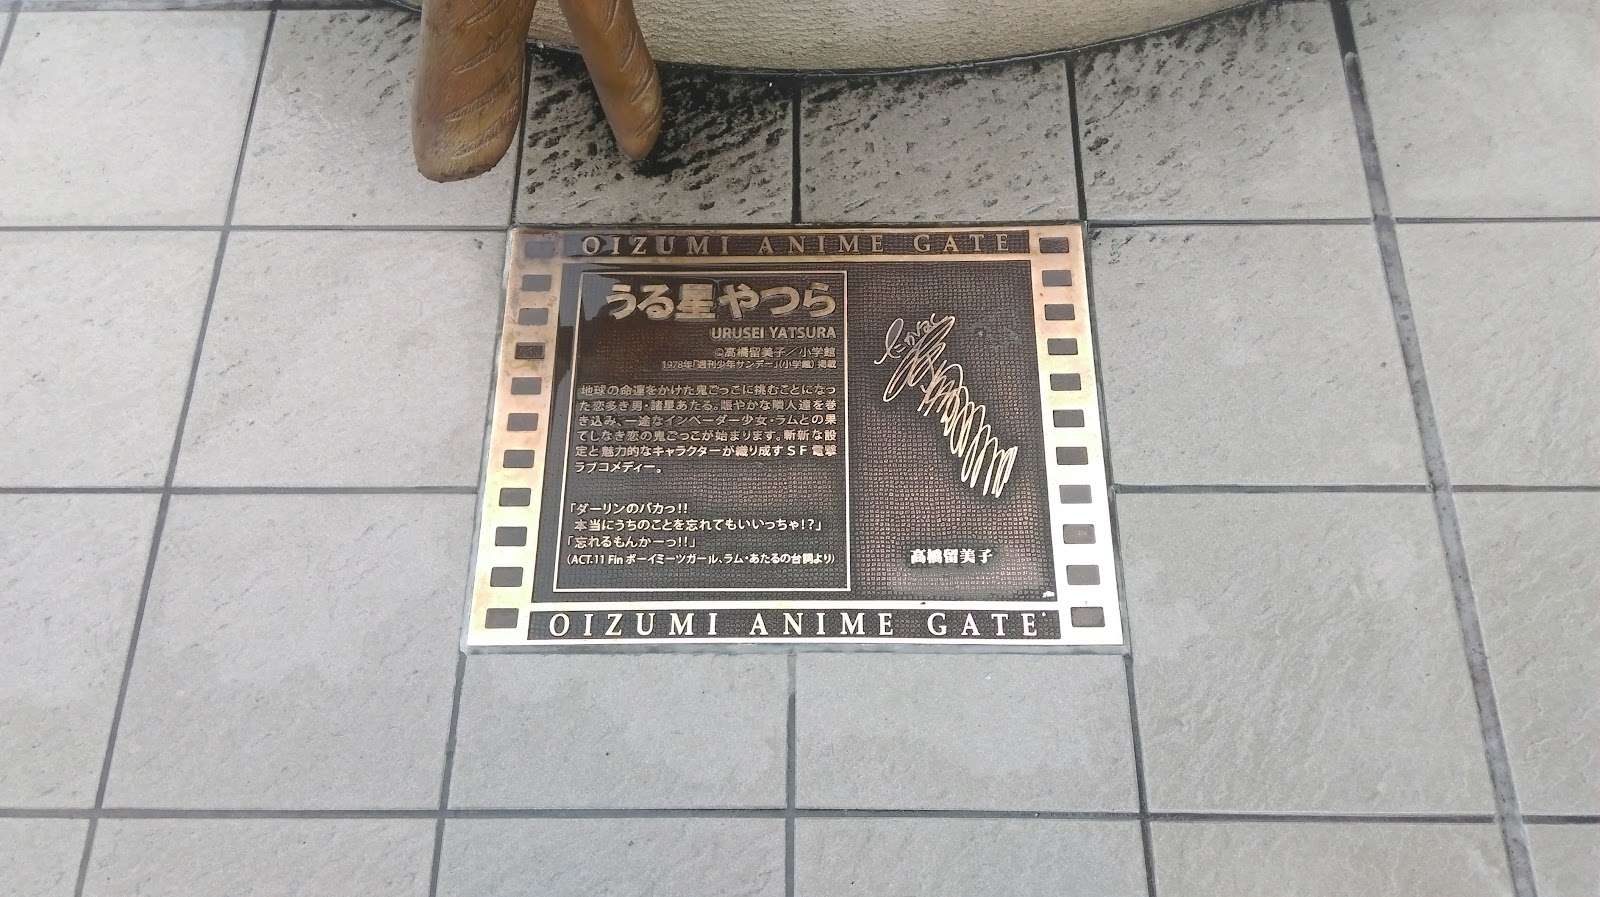 OIZUMI ANIME GATE
うる星やつら
URUSEI YATSURA
©高橋留美子／小学館
1978年「週刊少年サンデー」(小学館) 掲載
地球の命運をかけた鬼ごっこに挑むことになっ
た恋多き男・諸星あたる。賑やかな隣人達を巻
き込み、一途なインベーダー少女・ラムとの果
てしなき恋の鬼ごっこが始まります。斬新な設
定と魅力的なキャラクターが織り成すＳＦ電撃
ラブコメディー。
「ダーリンのバカっ!!
本当にうちのことを忘れてもいいっちゃ!?」
「忘れるもんかーっ!!」
(ACT.11 Fin ボーイミーツガール、ラム・あたるの台詞より)
高橋留美子
OIZUMI ANIME GATE